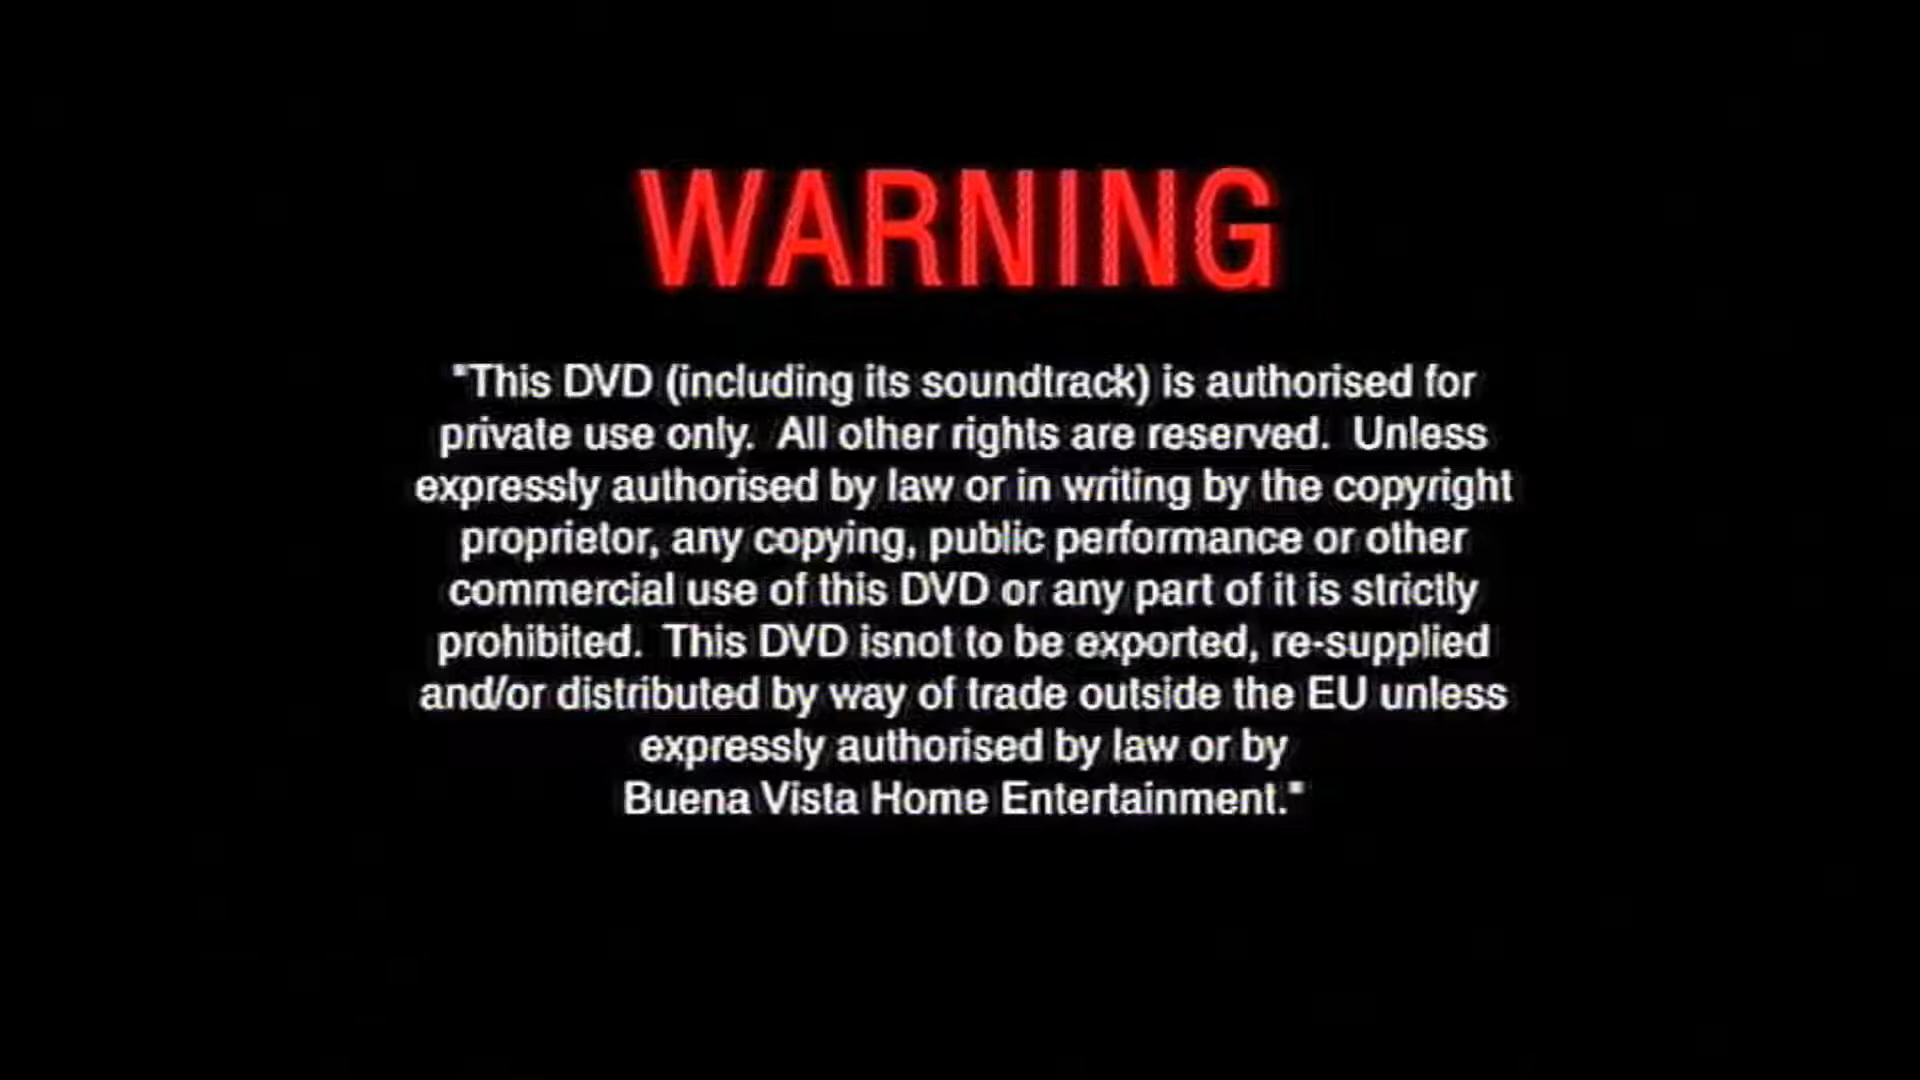 WARNING
"This DVD (including its soundtrack) is authorised for
private use only.  All other rights are reserved.  Unless
expressly authorised by law or in writing by the copyright
proprietor, any copying, public performance or other
commercial use of this DVD or any part of it is strictly
prohibited.  This DVD isnot to be exported, re-supplied
and/or distributed by way of trade outside the EU unless
expressly authorised by law or by
Buena Vista Home Entertainment."